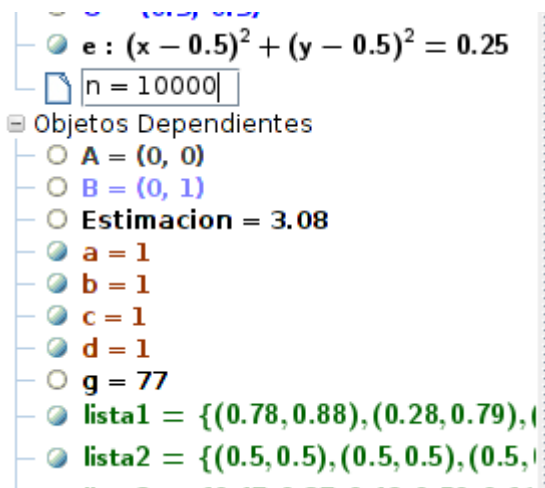 e : (x − 0.5)² + (y − 0.5)² = 0.25
n = 10000
Objetos Dependientes
A = (0, 0)
B = (0, 1)
Estimacion = 3.08
a = 1
b = 1
c = 1
d = 1
g = 77
lista1 = {(0.78, 0.88), (0.28, 0.79), (
lista2 = {(0.5, 0.5), (0.5, 0.5), (0.5,